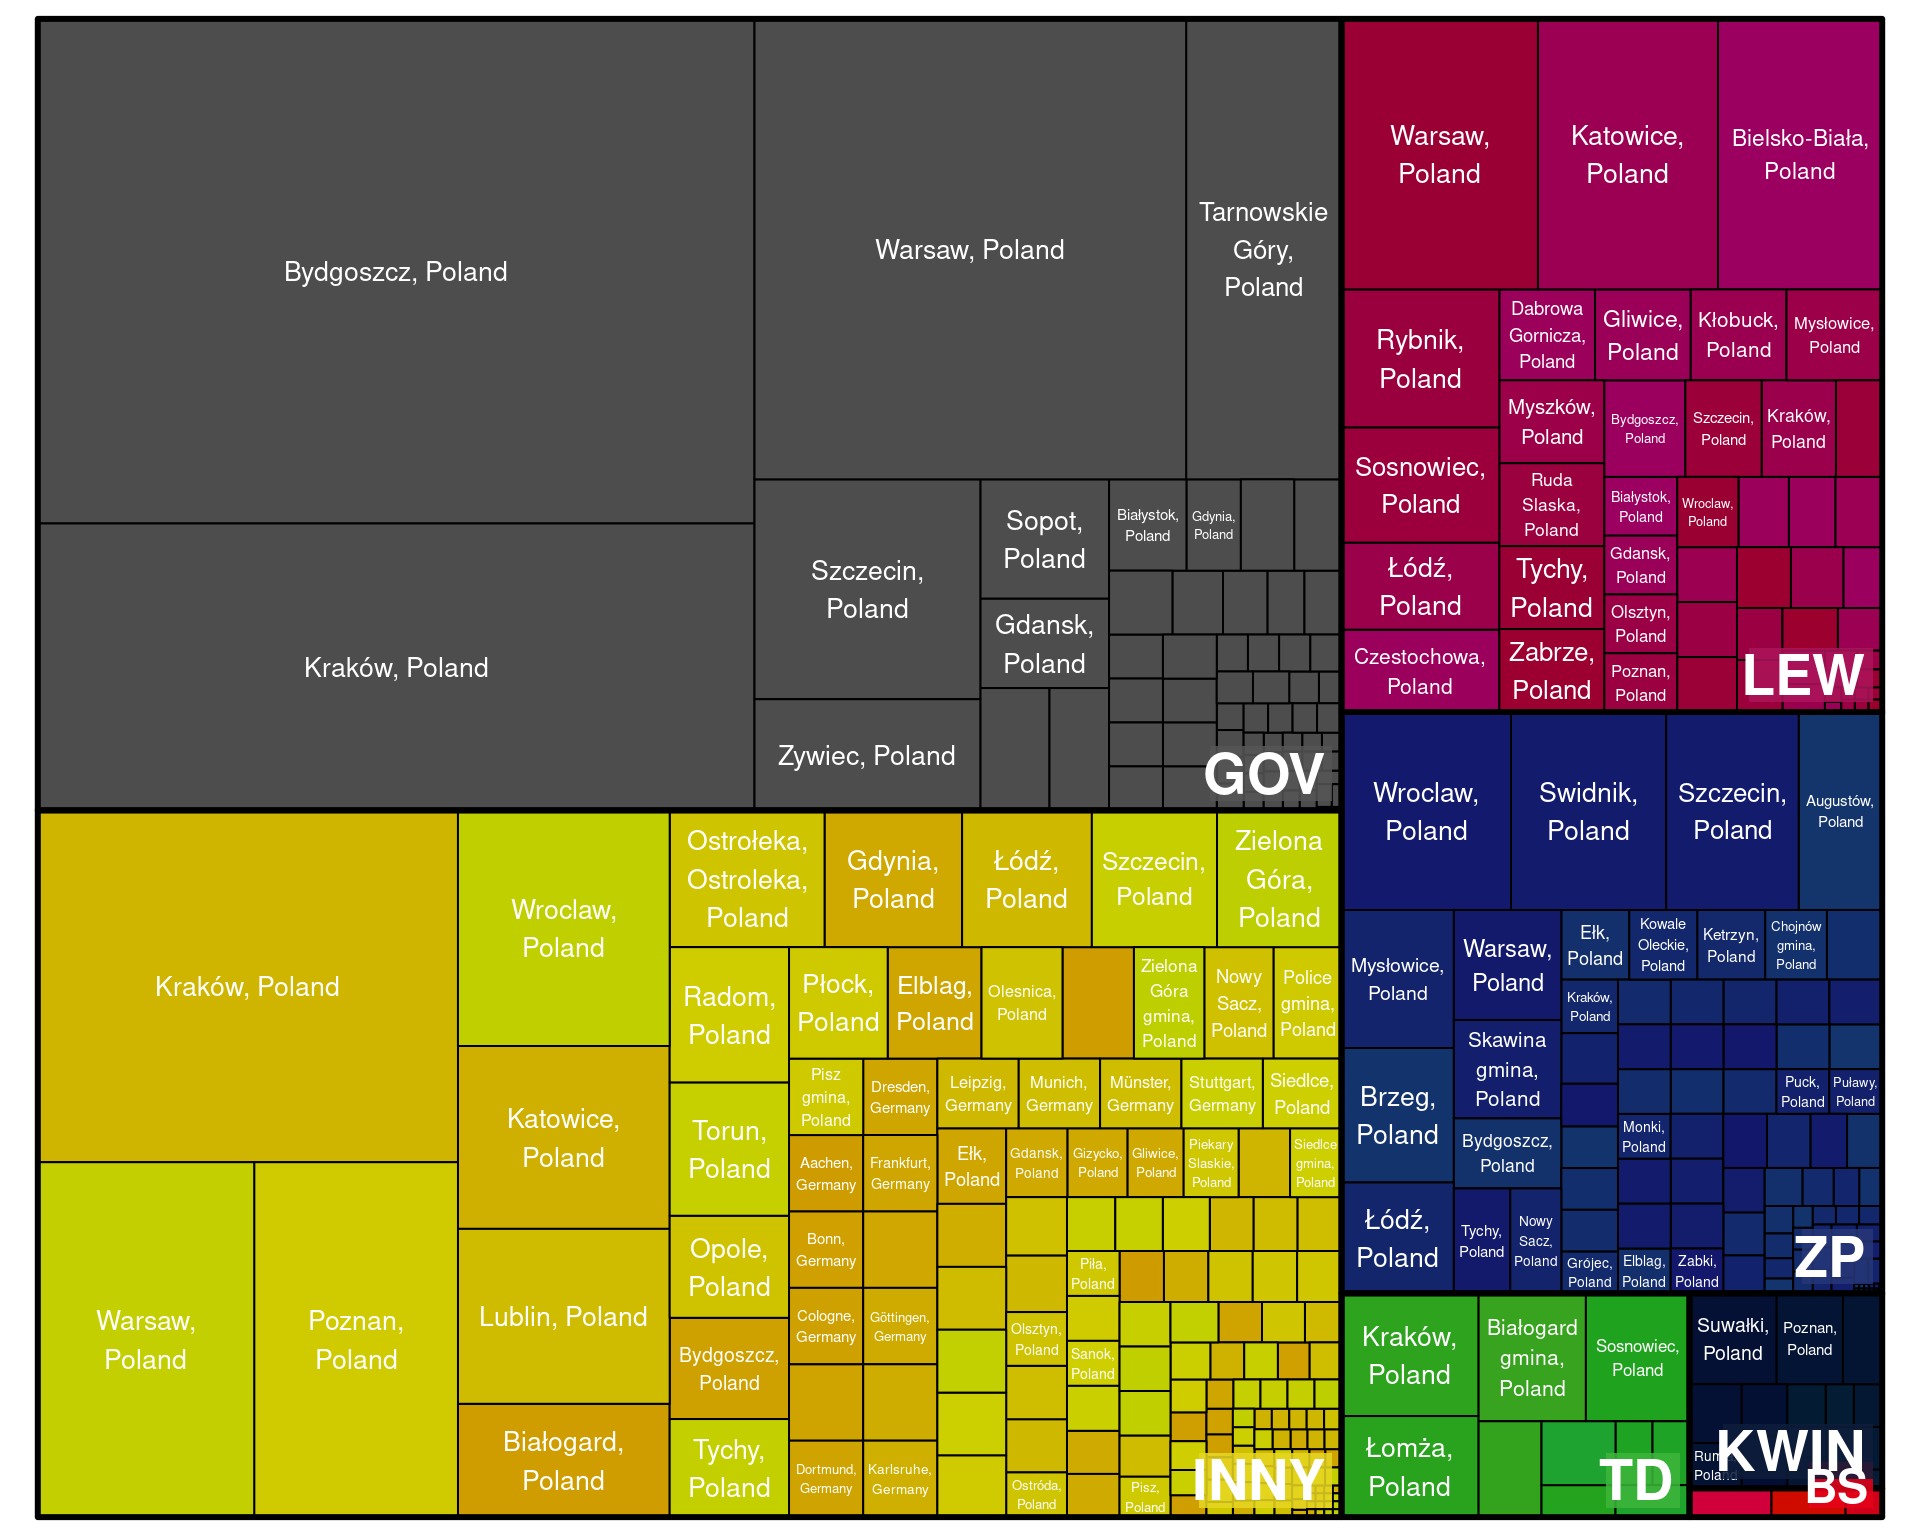 Bydgoszcz, Poland
Kraków, Poland
Warsaw, Poland
Tarnowskie
Góry,
Poland
Szczecin,
Poland
Zywiec, Poland
Sopot,
Poland
Gdansk,
Poland
Białystok,
Poland
Gdynia,
Poland
GOV
Warsaw,
Poland
Katowice,
Poland
Bielsko-Biała,
Poland
Rybnik,
Poland
Sosnowiec,
Poland
Łódź,
Poland
Czestochowa,
Poland
Dabrowa
Gornicza,
Poland
Gliwice,
Poland
Kłobuck,
Poland
Mysłowice,
Poland
Myszków,
Poland
Ruda
Slaska,
Poland
Tychy,
Poland
Zabrze,
Poland
Bydgoszcz,
Poland
Szczecin,
Poland
Kraków,
Poland
Białystok,
Poland
Wroclaw,
Poland
Gdansk,
Poland
Olsztyn,
Poland
Poznan,
Poland
LEW
Kraków, Poland
Warsaw,
Poland
Poznan,
Poland
Wroclaw,
Poland
Katowice,
Poland
Lublin, Poland
Białogard,
Poland
Ostrołeka,
Ostroleka,
Poland
Gdynia,
Poland
Łódź,
Poland
Szczecin,
Poland
Zielona
Góra,
Poland
Radom,
Poland
Torun,
Poland
Opole,
Poland
Bydgoszcz,
Poland
Tychy,
Poland
Płock,
Poland
Elblag,
Poland
Olesnica,
Poland
Zielona
Góra
gmina,
Poland
Nowy
Sacz,
Poland
Police
gmina,
Poland
Pisz
gmina,
Poland
Dresden,
Germany
Aachen,
Germany
Frankfurt,
Germany
Bonn,
Germany
Cologne,
Germany
Göttingen,
Germany
Dortmund,
Germany
Karlsruhe,
Germany
Leipzig,
Germany
Munich,
Germany
Münster,
Germany
Stuttgart,
Germany
Siedlce,
Poland
Ełk,
Poland
Gdansk,
Poland
Gizycko,
Poland
Gliwice,
Poland
Piekary
Slaskie,
Poland
Siedlce
gmina,
Poland
Olsztyn,
Poland
Ostróda,
Poland
Piła,
Poland
Sanok,
Poland
Pisz,
Poland
INNY
Wroclaw,
Poland
Swidnik,
Poland
Szczecin,
Poland
Augustów,
Poland
Mysłowice,
Poland
Brzeg,
Poland
Łódź,
Poland
Warsaw,
Poland
Skawina
gmina,
Poland
Bydgoszcz,
Poland
Tychy,
Poland
Nowy
Sacz,
Poland
Ełk,
Poland
Kowale
Oleckie,
Poland
Ketrzyn,
Poland
Chojnów
gmina,
Poland
Kraków,
Poland
Puck,
Poland
Puławy,
Poland
Monki,
Poland
Grójec,
Poland
Elblag,
Poland
Zabki,
Poland
ZP
Kraków,
Poland
Łomża,
Poland
Białogard
gmina,
Poland
Sosnowiec,
Poland
TD
Suwałki,
Poland
Poznan,
Poland
Poland
KWIN
BS